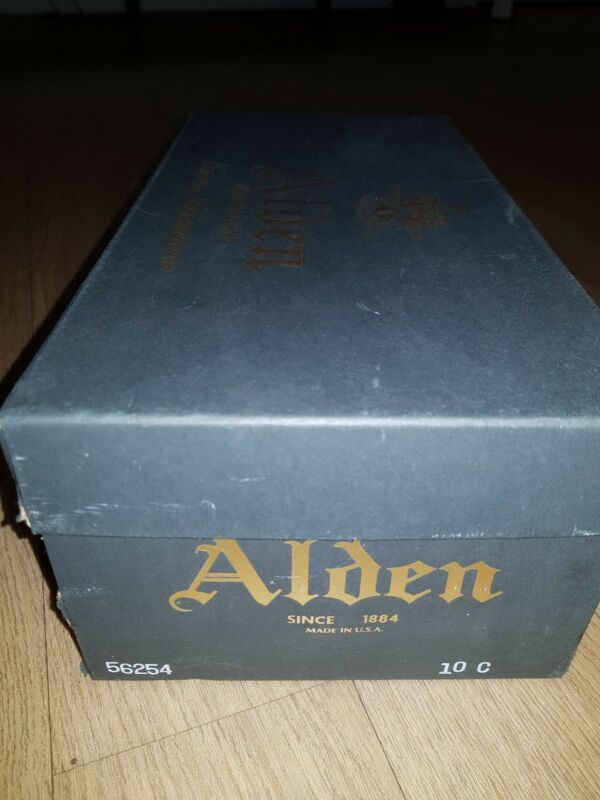 Alden
Alden
SINCE 1884
MADE IN U.S.A.
56254 10 C